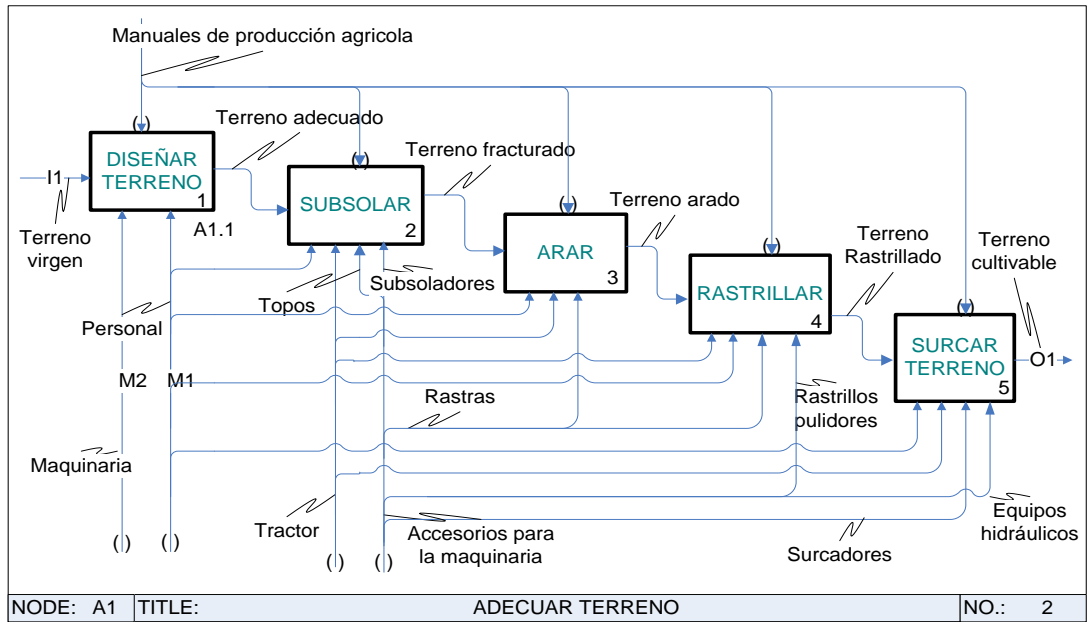 Manuales de producción agricola
( )
DISEÑAR
TERRENO
1
A1.1
I1
Terreno
virgen
Terreno adecuado
( )
SUBSOLAR
2
Terreno fracturado
( )
ARAR
3
Terreno arado
( )
RASTRILLAR
4
Terreno
Rastrillado
( )
SURCAR
TERRENO
5
Terreno
cultivable
O1
Personal
Topos
Subsoladores
M2
M1
Rastras
Rastrillos
pulidores
Maquinaria
Tractor
Accesorios para
la maquinaria
Surcadores
Equipos
hidráulicos
( )
( )
( )
( )
NODE: A1
TITLE:
ADECUAR TERRENO
NO.: 2